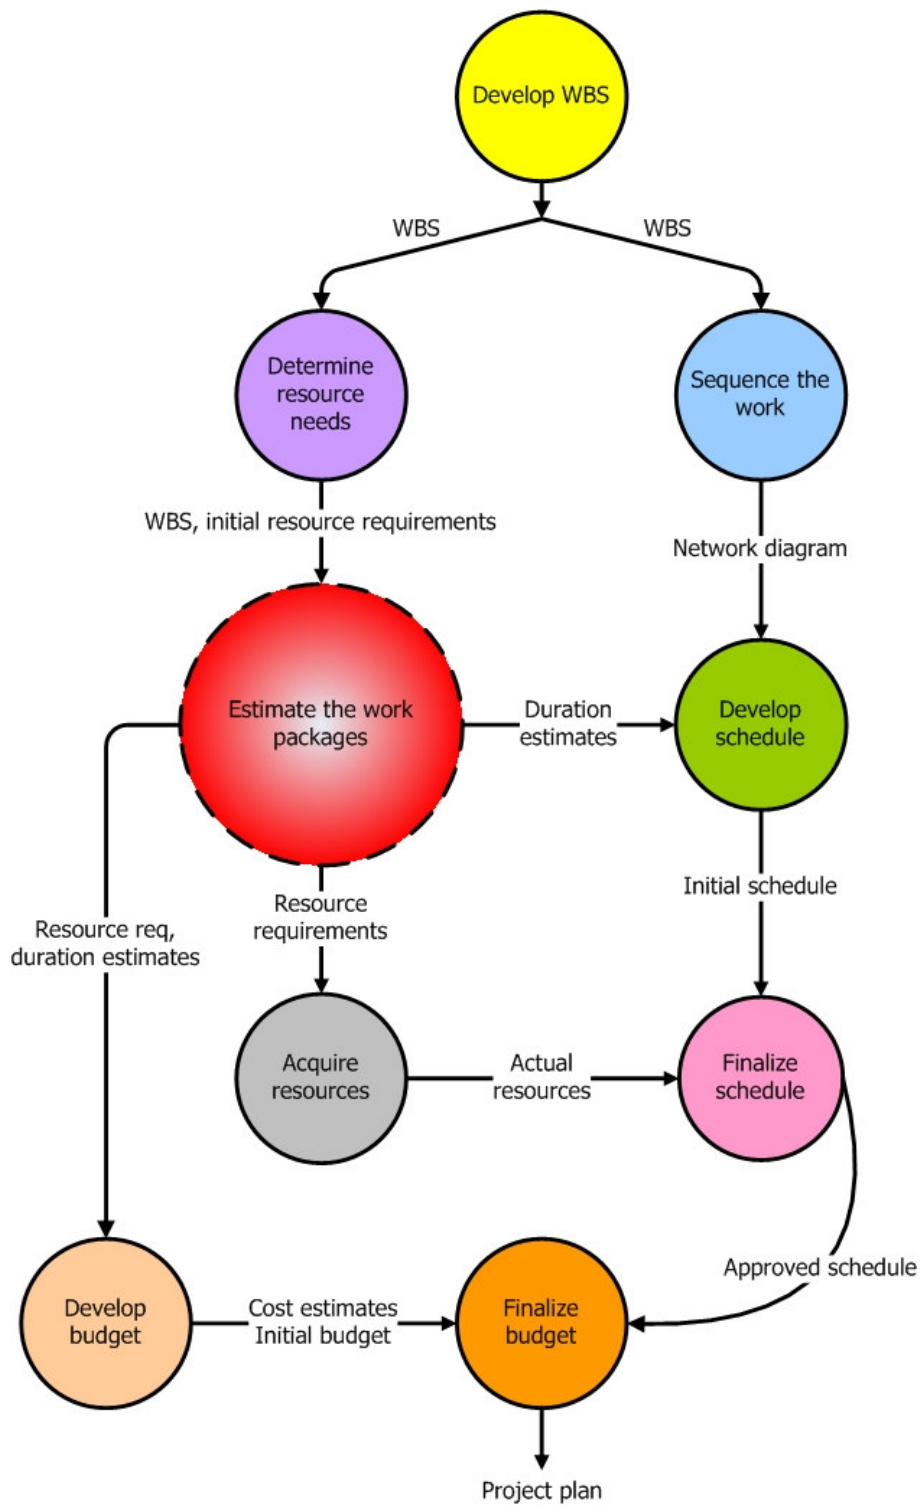 Develop WBS
WBS
WBS
Determine
resource
needs
Sequence the
work
WBS, initial resource requirements
Network diagram
Estimate the work
packages
Duration
estimates
Develop
schedule
Resource
requirements
Initial schedule
Resource req,
duration estimates
Acquire
resources
Actual
resources
Finalize
schedule
Approved schedule
Develop
budget
Cost estimates
Initial budget
Finalize
budget
Project plan